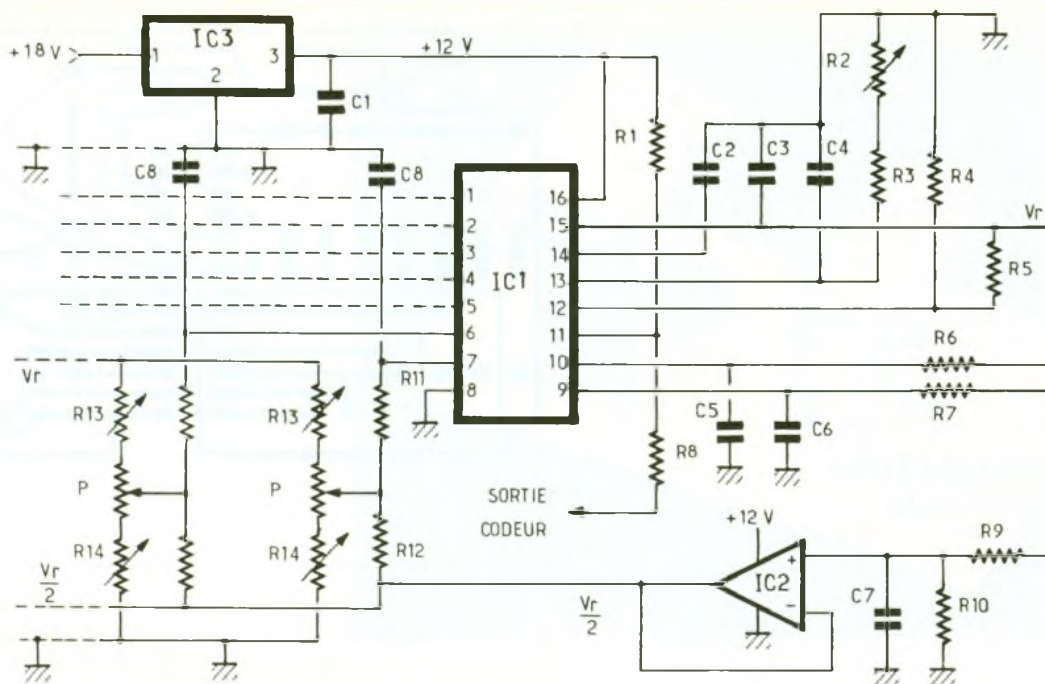 IC3
+18 V
1
3
2
+12 V
C1
R1
R2
C2
C3
C4
R3
R4
C8
C8
1
2
3
4
5
6
7
8
IC1
16
15
14
13
12
11
10
9
Vr
R5
R6
R7
Vr
R13
R13
R11
P
P
R14
R14
R12
C5
C6
R8
SORTIE
CODEUR
+12 V
IC2
+
−
R9
C7
R10
Vr
2
Vr
2